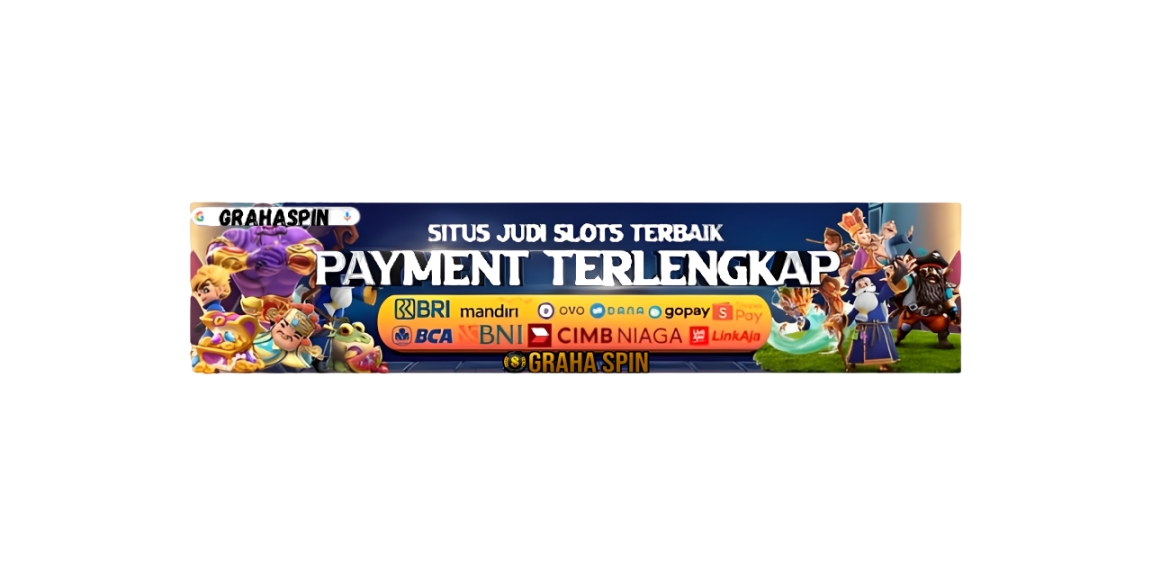 GRAHASPIN
SITUS JUDI SLOTS TERBAIK
PAYMENT TERLENGKAP
BRI mandiri OVO DANA gopay Pay
BCA BNI CIMB NIAGA LinkAja
GRAHA SPIN